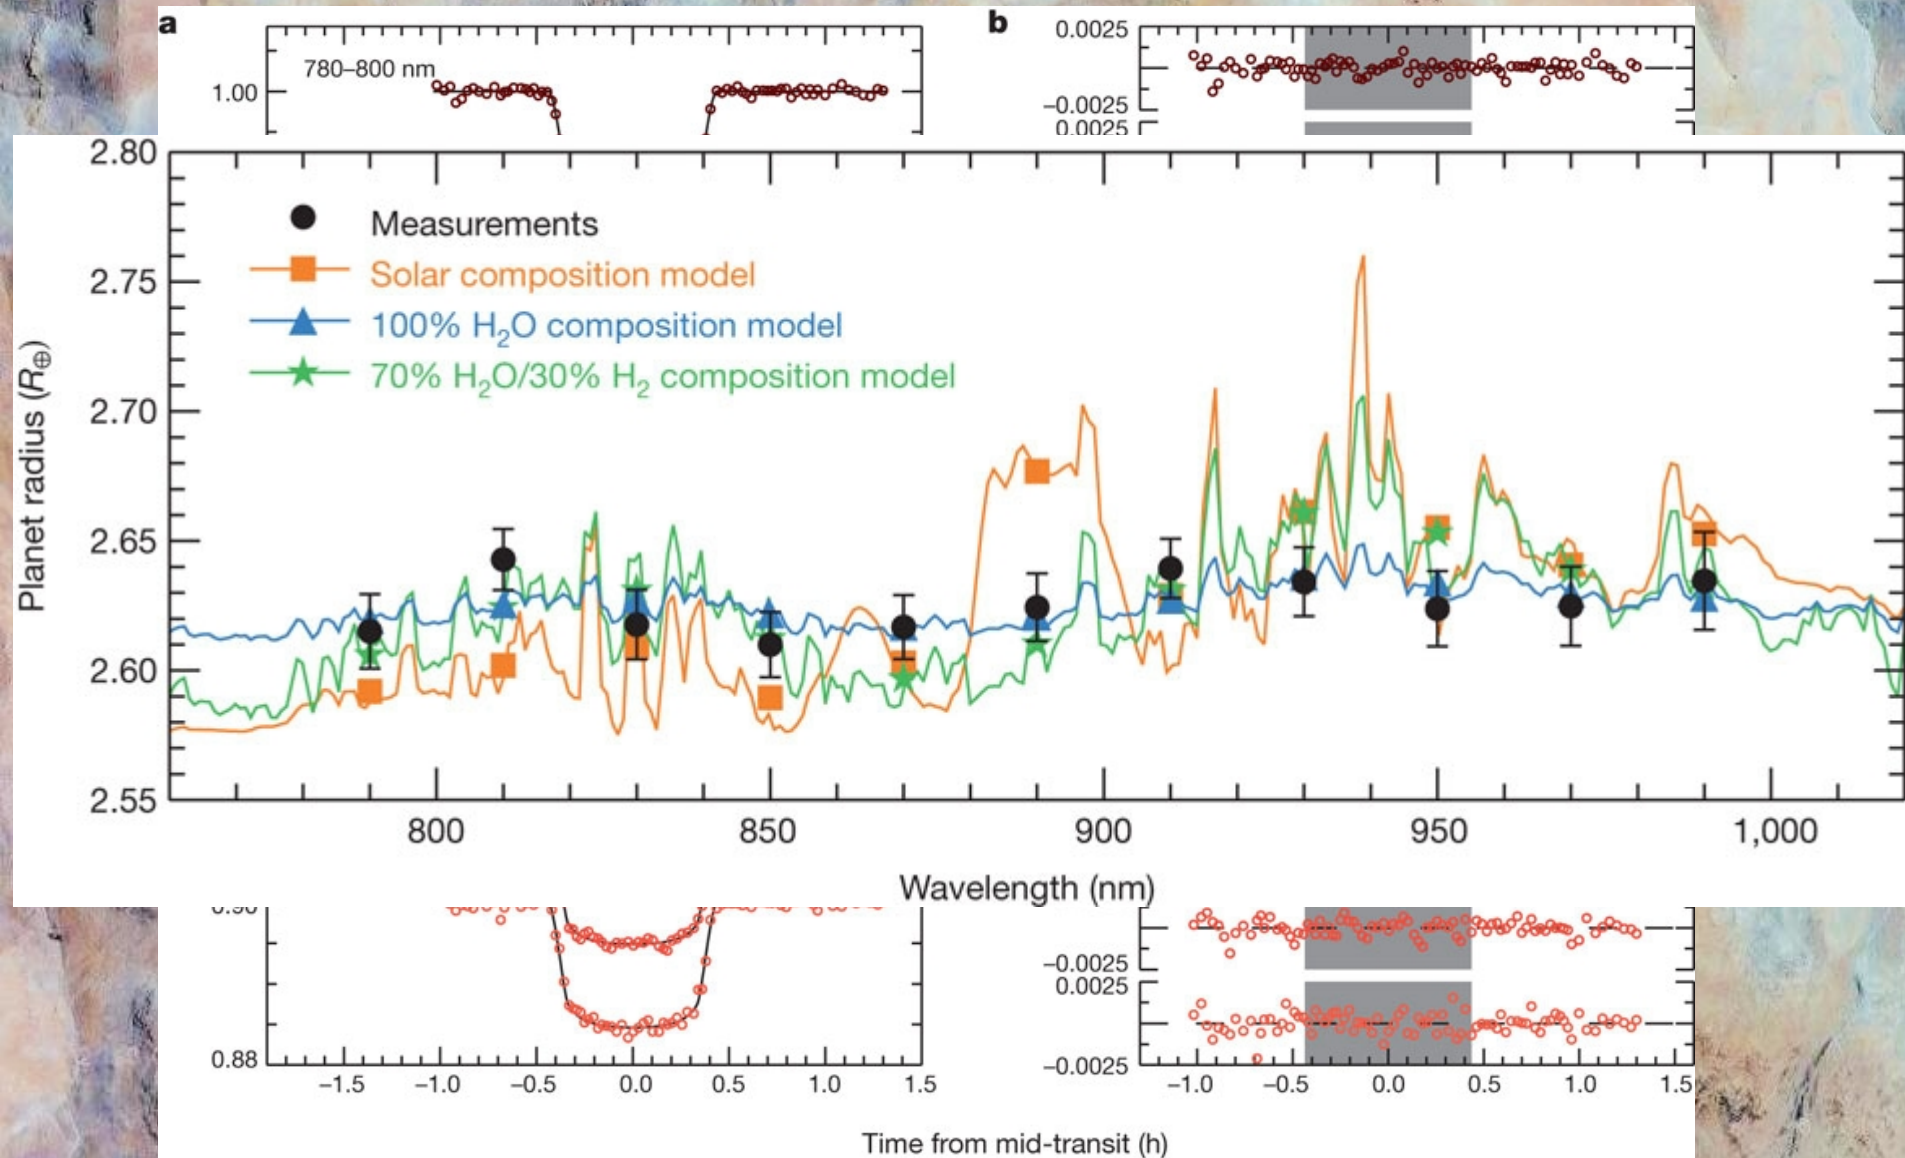 a
b
780–800 nm
1.00
0.0025
−0.0025
0.0025
2.80
2.75
2.70
2.65
2.60
2.55
Planet radius (R⊕)
Measurements
Solar composition model
100% H₂O composition model
70% H₂O/30% H₂ composition model
800 850 900 950 1,000
Wavelength (nm)
0.88
−1.5 −1.0 −0.5 0.0 0.5 1.0 1.5
−0.0025
0.0025
−0.0025
−1.0 −0.5 0.0 0.5 1.0 1.5
Time from mid-transit (h)